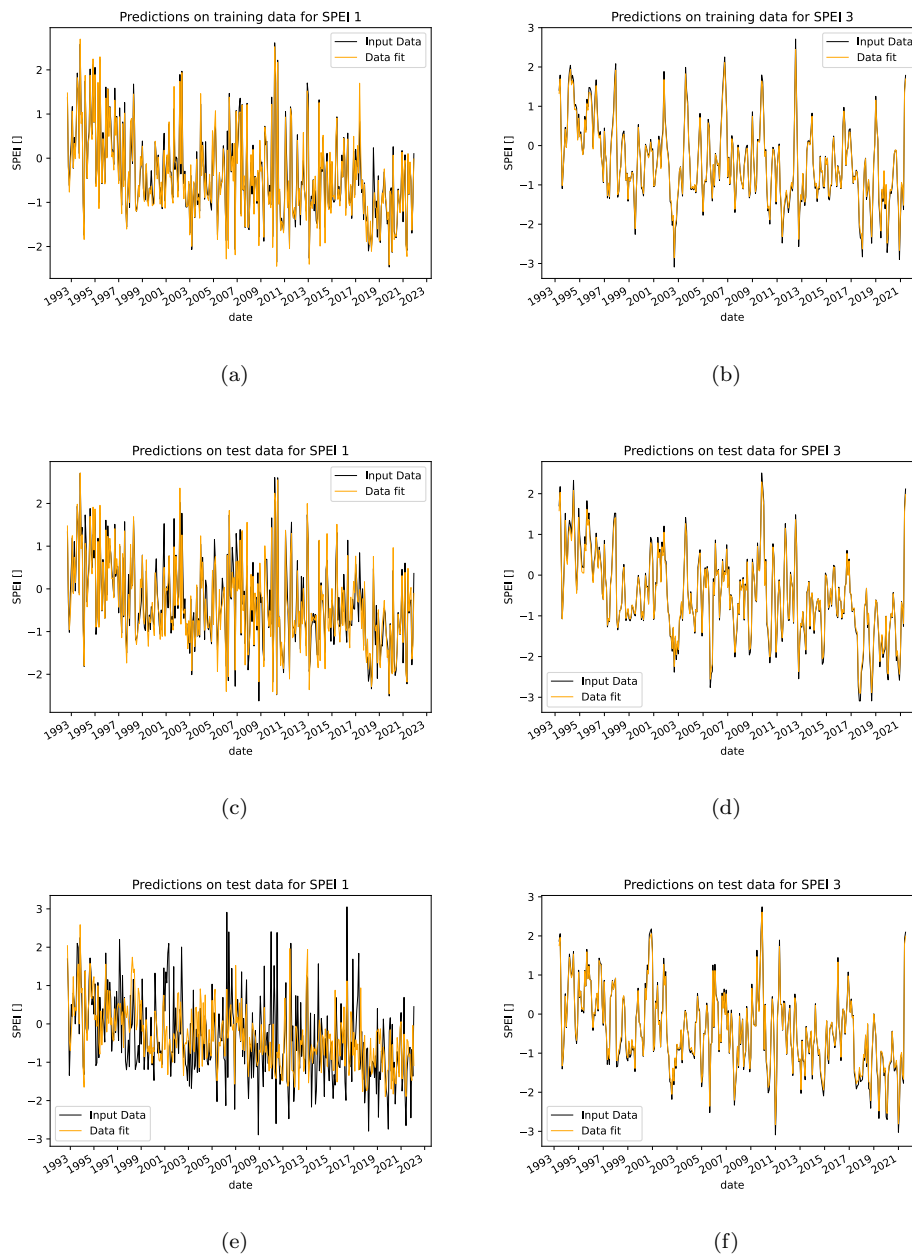 Predictions on training data for SPEI 1
Input Data
Data fit
2
1
0
−1
−2
SPEI []
1993 1995 1997 1999 2001 2003 2005 2007 2009 2011 2013 2015 2017 2019 2021 2023
date
(a)
Predictions on training data for SPEI 3
Input Data
Data fit
3
2
1
0
−1
−2
−3
SPEI []
1993 1995 1997 1999 2001 2003 2005 2007 2009 2011 2013 2015 2017 2019 2021
date
(b)
Predictions on test data for SPEI 1
Input Data
Data fit
2
1
0
−1
−2
SPEI []
1993 1995 1997 1999 2001 2003 2005 2007 2009 2011 2013 2015 2017 2019 2021 2023
date
(c)
Predictions on test data for SPEI 3
2
1
0
−1
−2
−3
SPEI []
Input Data
Data fit
1993 1995 1997 1999 2001 2003 2005 2007 2009 2011 2013 2015 2017 2019 2021
date
(d)
Predictions on test data for SPEI 1
3
2
1
0
−1
−2
−3
SPEI []
Input Data
Data fit
1993 1995 1997 1999 2001 2003 2005 2007 2009 2011 2013 2015 2017 2019 2021 2023
date
(e)
Predictions on test data for SPEI 3
3
2
1
0
−1
−2
−3
SPEI []
Input Data
Data fit
1993 1995 1997 1999 2001 2003 2005 2007 2009 2011 2013 2015 2017 2019 2021
date
(f)